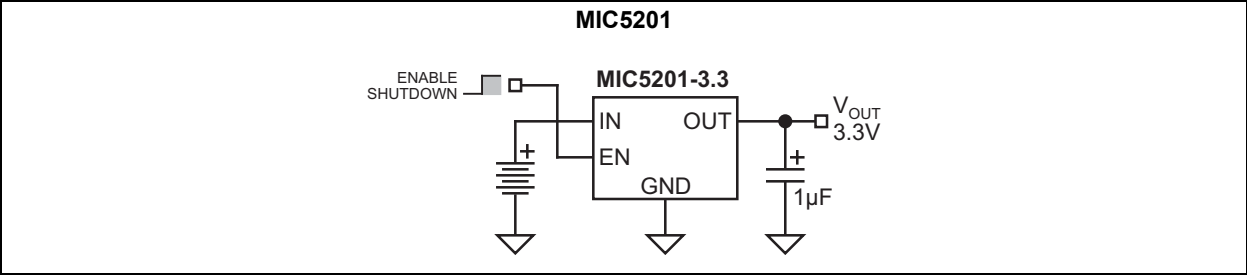 MIC5201
MIC5201-3.3
ENABLE
SHUTDOWN
IN
OUT
EN
GND
+
+
VOUT
3.3V
1µF